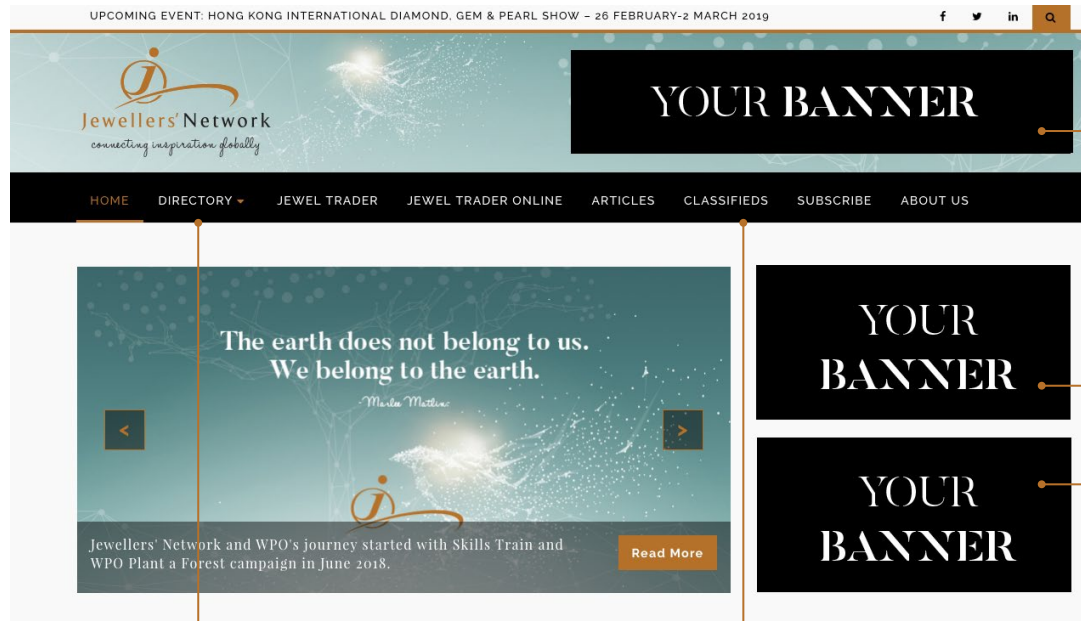 UPCOMING EVENT: HONG KONG INTERNATIONAL DIAMOND, GEM & PEARL SHOW – 26 FEBRUARY-2 MARCH 2019
f in
Jewellers' Network
connecting inspiration globally
YOUR BANNER
HOME DIRECTORY JEWEL TRADER JEWEL TRADER ONLINE ARTICLES CLASSIFIEDS SUBSCRIBE ABOUT US
The earth does not belong to us.
We belong to the earth.
Marlee Matlin
< >
Jewellers' Network and WPO's journey started with Skills Train and
WPO Plant a Forest campaign in June 2018.
Read More
YOUR
BANNER
YOUR
BANNER